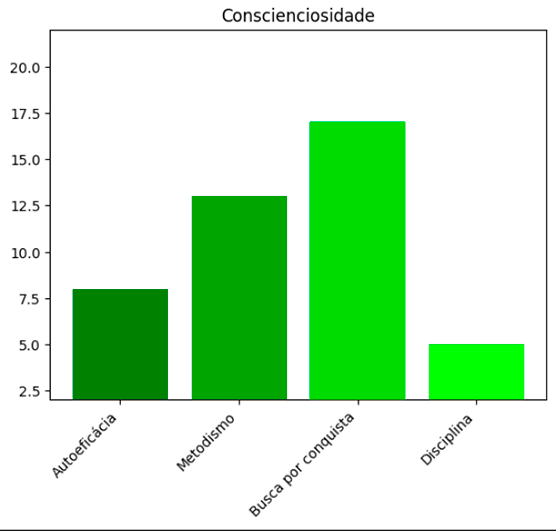 Conscienciosidade
20.0
17.5
15.0
12.5
10.0
7.5
5.0
2.5
Autoeficácia
Metodismo
Busca por conquista
Disciplina